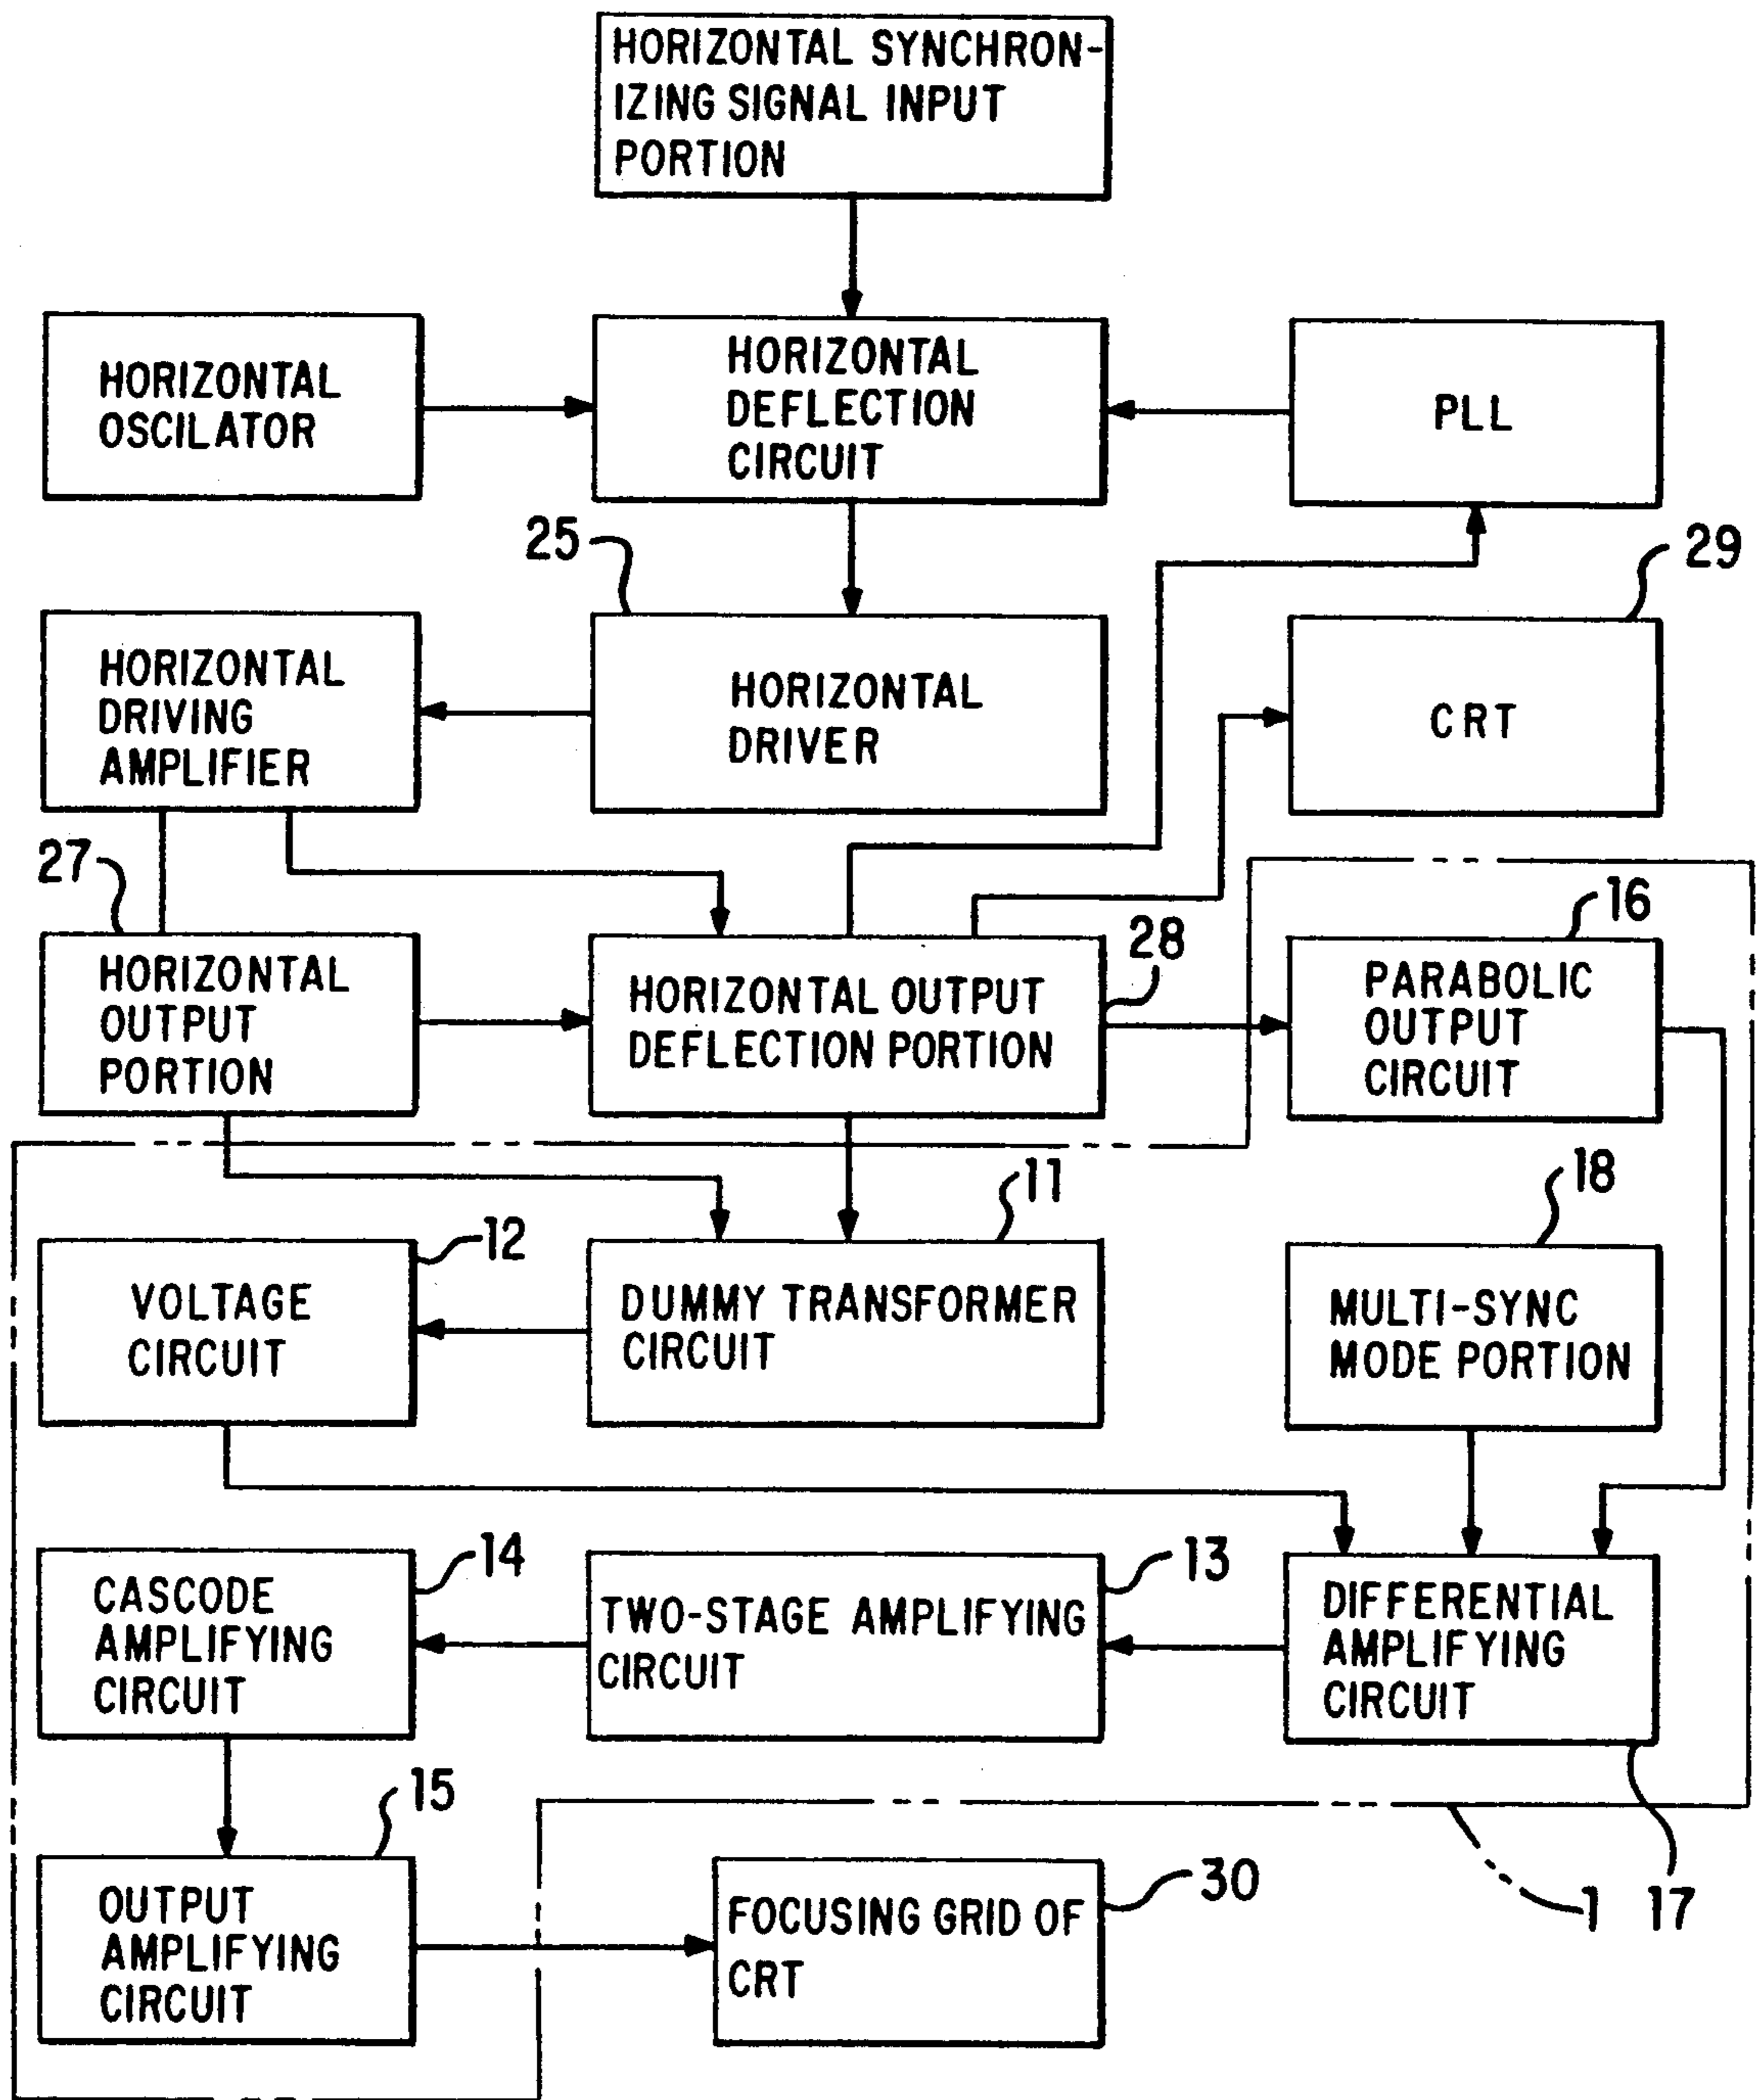 HORIZONTAL SYNCHRON-
IZING SIGNAL INPUT
PORTION
HORIZONTAL
OSCILATOR
HORIZONTAL
DEFLECTION
CIRCUIT
PLL
25
29
HORIZONTAL
DRIVING
AMPLIFIER
HORIZONTAL
DRIVER
CRT
27
28
16
HORIZONTAL
OUTPUT
PORTION
HORIZONTAL OUTPUT
DEFLECTION PORTION
PARABOLIC
OUTPUT
CIRCUIT
12
11
18
VOLTAGE
CIRCUIT
DUMMY TRANSFORMER
CIRCUIT
MULTI-SYNC
MODE PORTION
14
13
CASCODE
AMPLIFYING
CIRCUIT
TWO-STAGE AMPLIFYING
CIRCUIT
DIFFERENTIAL
AMPLIFYING
CIRCUIT
15
30
1
17
OUTPUT
AMPLIFYING
CIRCUIT
FOCUSING GRID OF
CRT